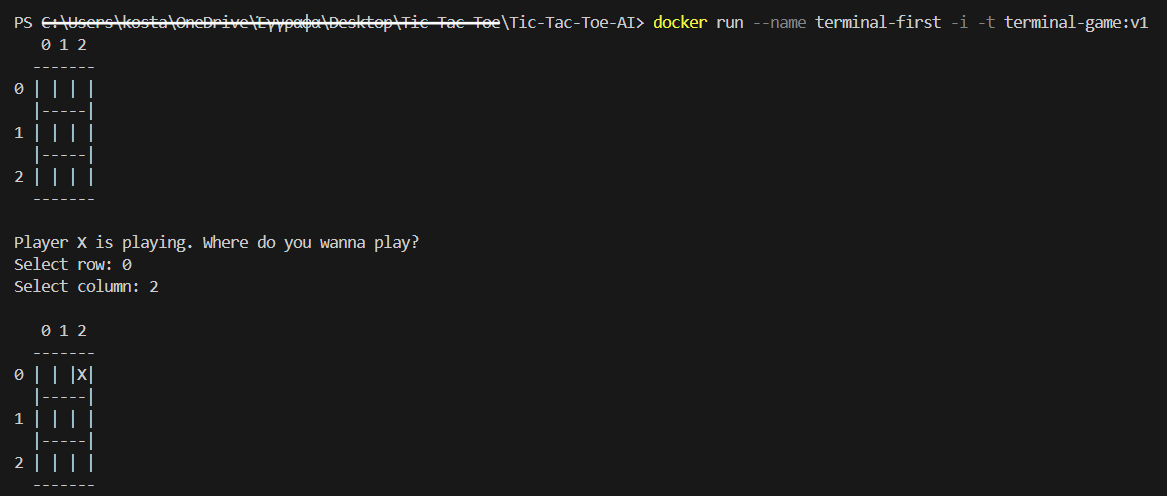 PS C:\Users\kosta\OneDrive\Έγγραφα\Desktop\Tic-Tac-Toe\Tic-Tac-Toe-AI> docker run --name terminal-first -i -t terminal-game:v1
   0 1 2
  -------
0 | | | |
  |-----|
1 | | | |
  |-----|
2 | | | |
  -------
Player X is playing. Where do you wanna play?
Select row: 0
Select column: 2
   0 1 2
  -------
0 | | |X|
  |-----|
1 | | | |
  |-----|
2 | | | |
  -------